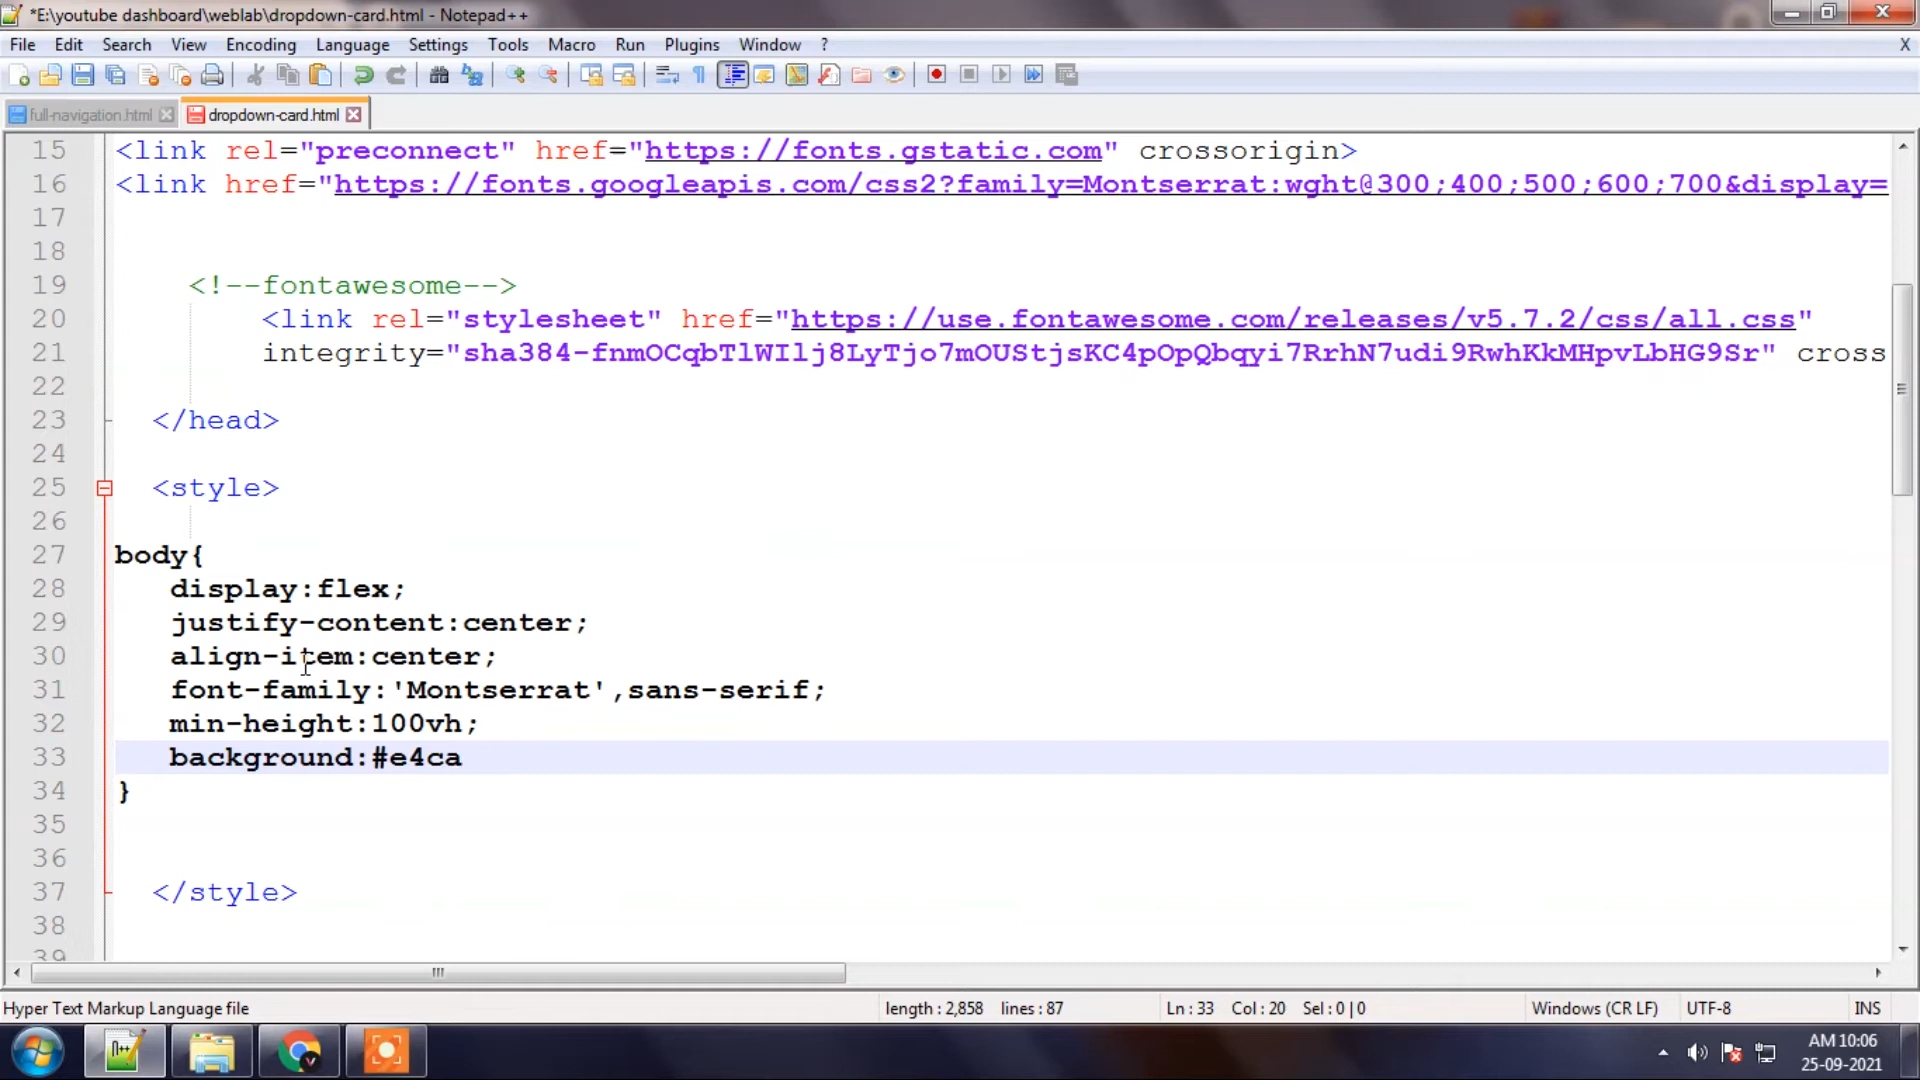 *E:\youtube dashboard\weblab\dropdown-card.html - Notepad++
File Edit Search View Encoding Language Settings Tools Macro Run Plugins Window ? X
full-navigation.html dropdown-card.html
15 <link rel="preconnect" href="https://fonts.gstatic.com" crossorigin>
16 <link href="https://fonts.googleapis.com/css2?family=Montserrat:wght@300;400;500;600;700&display=
17
18
19 <!--fontawesome-->
20 <link rel="stylesheet" href="https://use.fontawesome.com/releases/v5.7.2/css/all.css"
21 integrity="sha384-fnmOCqbTlWIlj8LyTjo7mOUStjsKC4pOpQbqyi7RrhN7udi9RwhKkMHpvLbHG9Sr" cross
22
23 </head>
24
25 <style>
26
27 body{
28 display:flex;
29 justify-content:center;
30 align-item:center;
31 font-family:'Montserrat',sans-serif;
32 min-height:100vh;
33 background:#e4ca
34 }
35
36
37 </style>
38
39
Hyper Text Markup Language file length : 2,858 lines : 87 Ln : 33 Col : 20 Sel : 0 | 0 Windows (CR LF) UTF-8 INS
AM 10:06
25-09-2021